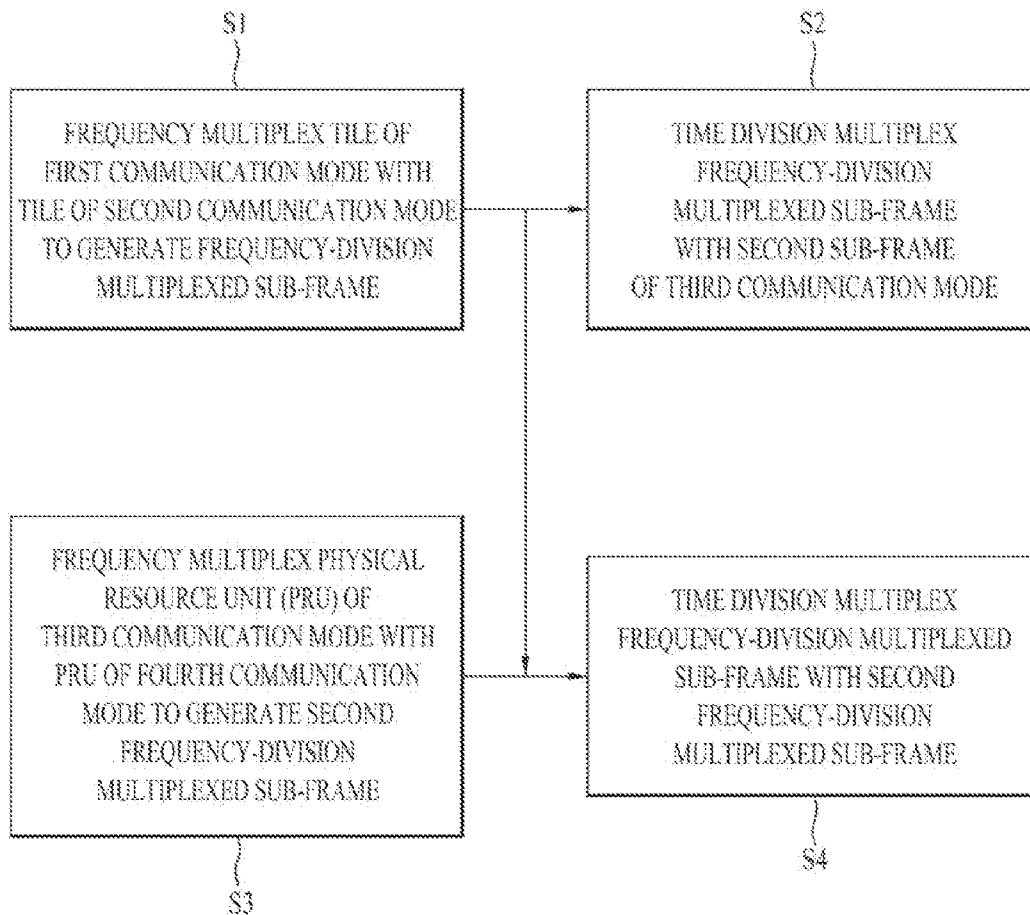 S1
FREQUENCY MULTIPLEX TILE OF
FIRST COMMUNICATION MODE WITH
TILE OF SECOND COMMUNICATION MODE
TO GENERATE FREQUENCY-DIVISION
MULTIPLEXED SUB-FRAME
S2
TIME DIVISION MULTIPLEX
FREQUENCY-DIVISION
MULTIPLEXED SUB-FRAME
WITH SECOND SUB-FRAME
OF THIRD COMMUNICATION MODE
FREQUENCY MULTIPLEX PHYSICAL
RESOURCE UNIT (PRU) OF
THIRD COMMUNICATION MODE WITH
PRU OF FOURTH COMMUNICATION
MODE TO GENERATE SECOND
FREQUENCY-DIVISION
MULTIPLEXED SUB-FRAME
S3
TIME DIVISION MULTIPLEX
FREQUENCY-DIVISION MULTIPLEXED
SUB-FRAME WITH SECOND
FREQUENCY-DIVISION
MULTIPLEXED SUB-FRAME
S4